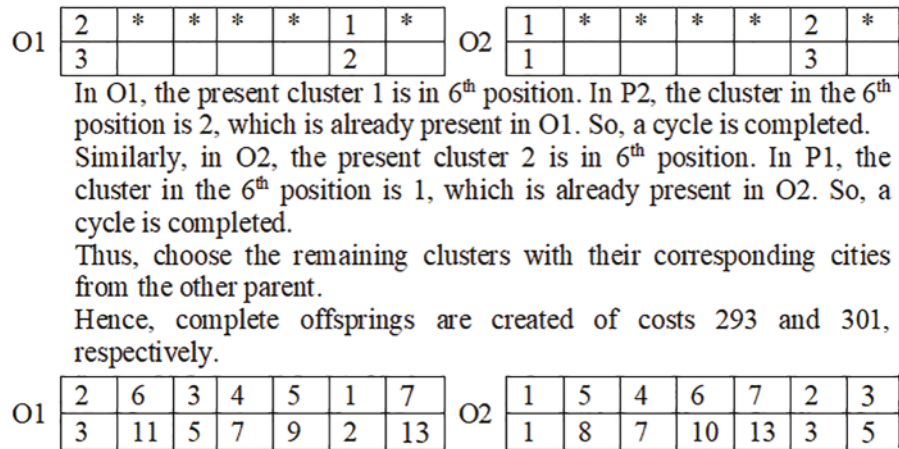 O1 2 * * * * 1 * O2 1 * * * * 2 *
3 2 1 3
In O1, the present cluster 1 is in 6th position. In P2, the cluster in the 6th
position is 2, which is already present in O1. So, a cycle is completed.
Similarly, in O2, the present cluster 2 is in 6th position. In P1, the
cluster in the 6th position is 1, which is already present in O2. So, a
cycle is completed.
Thus, choose the remaining clusters with their corresponding cities
from the other parent.
Hence, complete offsprings are created of costs 293 and 301,
respectively.
O1 2 6 3 4 5 1 7 O2 1 5 4 6 7 2 3
3 11 5 7 9 2 13 1 8 7 10 13 3 5